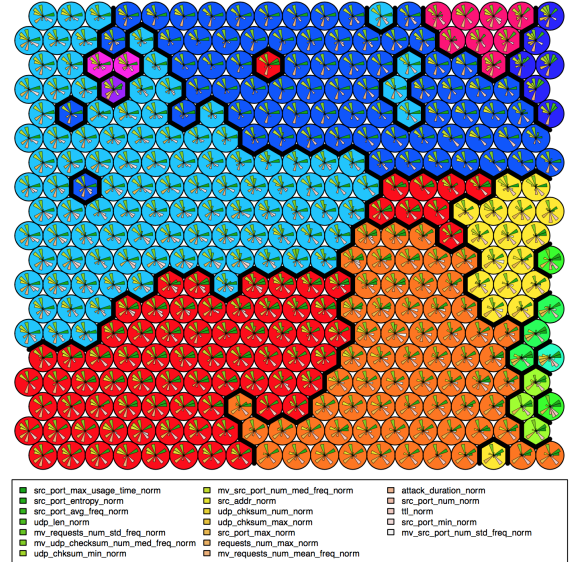 src_port_max_usage_time_norm
src_port_entropy_norm
src_port_avg_freq_norm
udp_len_norm
mv_requests_num_std_freq_norm
mv_udp_checksum_num_med_freq_norm
udp_chksum_min_norm
mv_src_port_num_med_freq_norm
src_addr_norm
udp_chksum_num_norm
udp_chksum_max_norm
src_port_max_norm
requests_num_max_norm
mv_requests_num_mean_freq_norm
attack_duration_norm
src_port_num_norm
ttl_norm
src_port_min_norm
mv_src_port_num_std_freq_norm